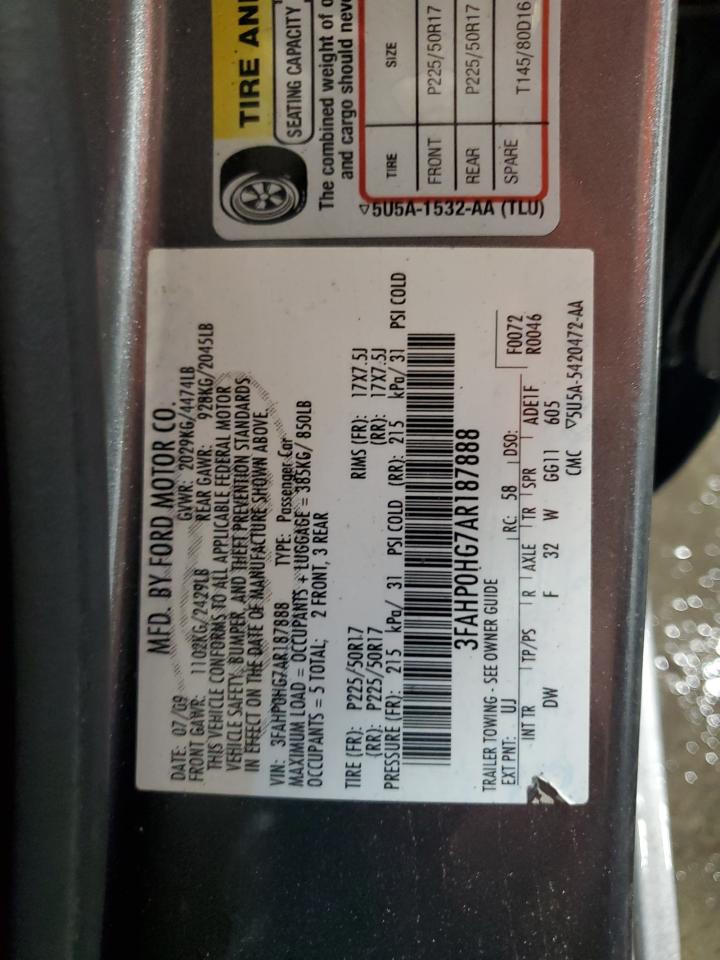 MFD. BY FORD MOTOR CO.
DATE: 07/09 GVWR: 2029KG/4474LB
FRONT GAWR: 1102KG/2429LB REAR GAWR: 928KG/2045LB
THIS VEHICLE CONFORMS TO ALL APPLICABLE FEDERAL MOTOR
VEHICLE SAFETY, BUMPER, AND THEFT PREVENTION STANDARDS
IN EFFECT ON THE DATE OF MANUFACTURE SHOWN ABOVE.
VIN: 3FAHP0HG7AR187888 TYPE: Passenger Car
MAXIMUM LOAD = OCCUPANTS + LUGGAGE = 385KG/ 850LB
OCCUPANTS = 5 TOTAL; 2 FRONT, 3 REAR
TIRE (FR): P225/50R17 RIMS (FR): 17X7.5J
(RR): P225/50R17 (RR): 17X7.5J
PRESSURE (FR): 215 kPa/ 31 PSI COLD (RR): 215 kPa/ 31 PSI COLD
3FAHP0HG7AR187888
TRAILER TOWING - SEE OWNER GUIDE
EXT PNT: UJ RC: 58 DSO: F0072
R0046
INT TR TP/PS R AXLE TR SPR ADE1F
DW F 32 W GG11 605
CMC ▽5U5A-5420472-AA
TIRE AN
SEATING CAPACITY
The combined weight of
and cargo should neve
TIRE SIZE
FRONT P225/50R17
REAR P225/50R17
SPARE T145/80D16
▽5U5A-1532-AA (TLU)